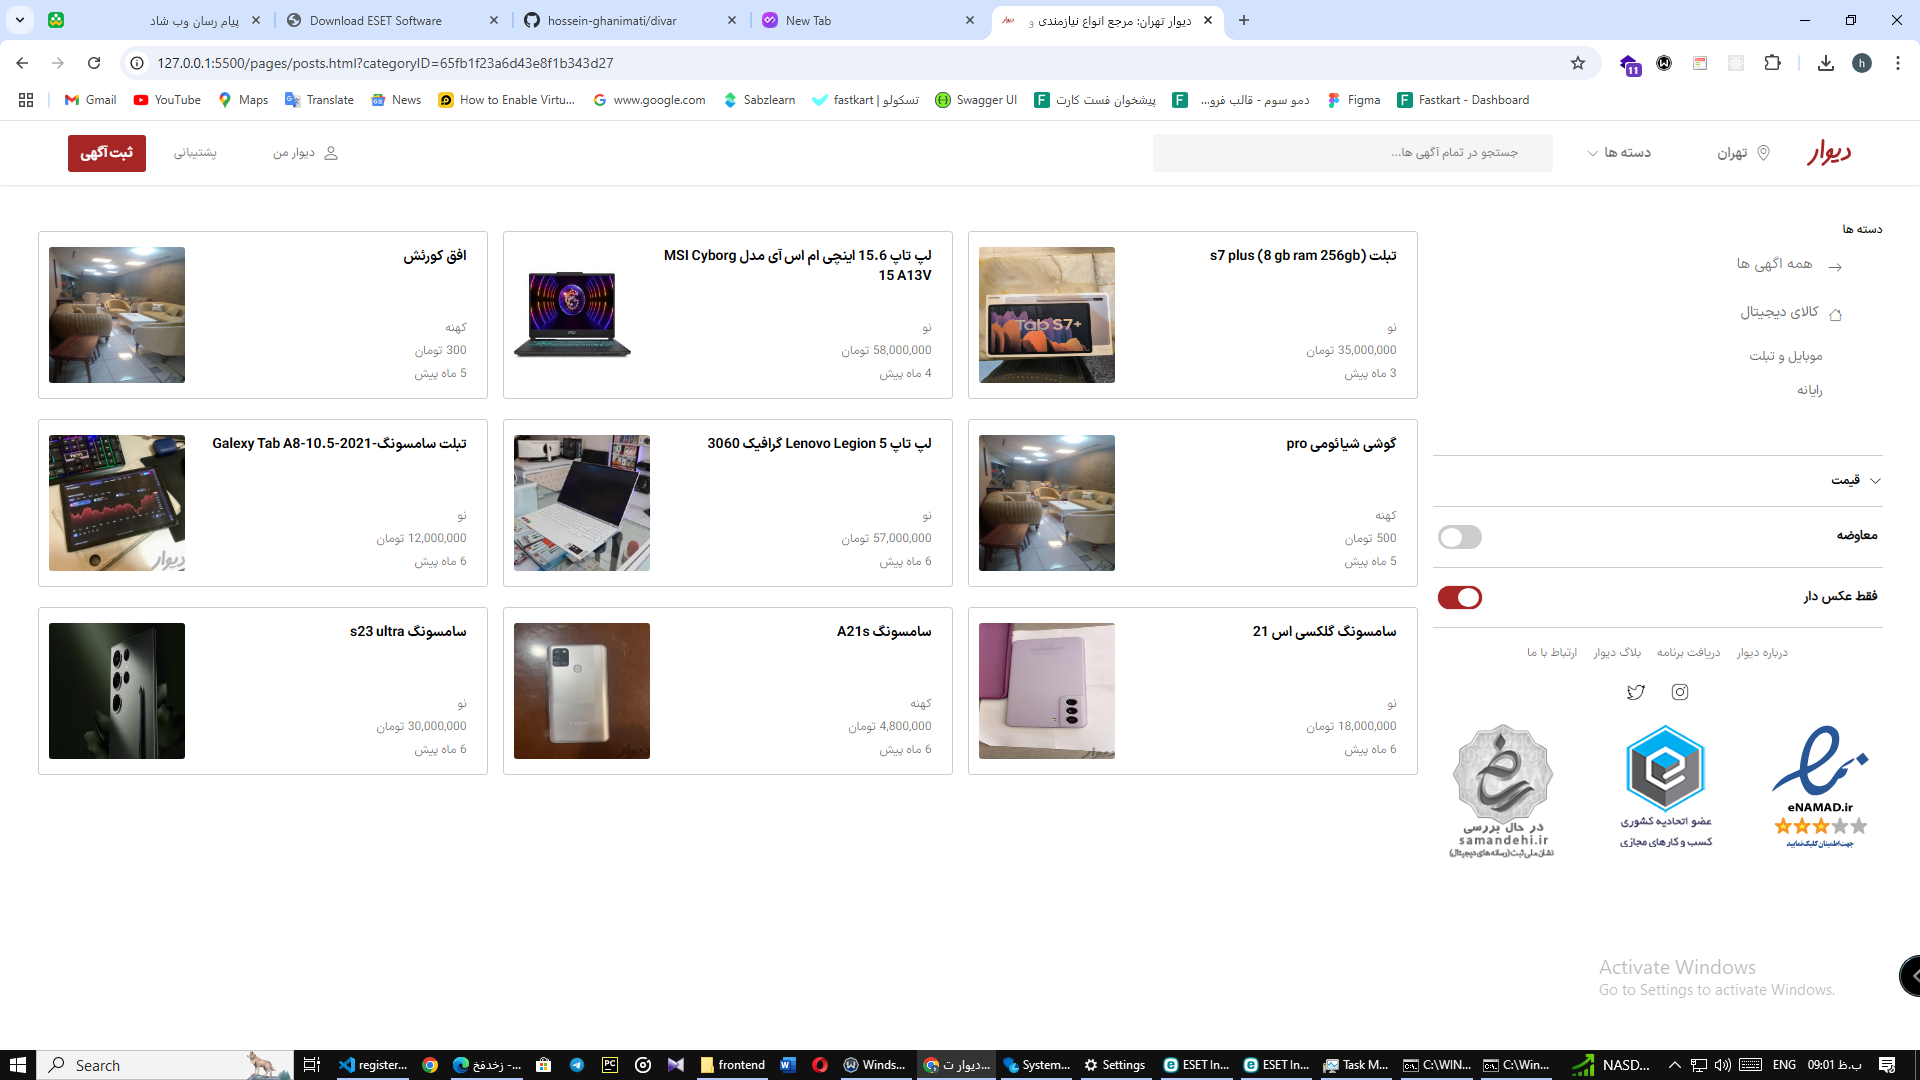 پیام رسان وب شاد
Download ESET Software
hossein-ghanimati/divar
New Tab
دیوار تهران: مرجع انواع نیازمندی و
127.0.0.1:5500/pages/posts.html?categoryID=65fb1f23a6d43e8f1b343d27
11
h
Gmail
YouTube
Maps
Translate
News
How to Enable Virtu...
www.google.com
Sabzlearn
تسکولو | fastkart
Swagger UI
پیشخوان فست کارت
دمو سوم - قالب فرو...
Figma
Fastkart - Dashboard
دیوار
تهران
دسته ها
جستجو در تمام آگهی ها...
دیوار من
پشتیبانی
ثبت آگهی
دسته ها
همه اگهی ها
کالای دیجیتال
موبایل و تبلت
رایانه
قیمت
معاوضه
فقط عکس دار
درباره دیوار
دریافت برنامه
بلاگ دیوار
ارتباط با ما
eNAMAD.ir
جهت اطمینان کلیک نمایید
عضو اتحادیه کشوری
کسب و کارهای مجازی
در حال بررسی
samandehi.ir
نشان ملی ثبت (رسانه های دیجیتال)
تبلت s7 plus (8 gb ram 256gb)
نو
35,000,000 تومان
3 ماه پیش
Tab S7+
لپ تاپ 15.6 اینچی ام اس آی مدل MSI Cyborg
15 A13V
نو
58,000,000 تومان
4 ماه پیش
افق کورئش
کهنه
300 تومان
5 ماه پیش
گوشی شیائومی pro
کهنه
500 تومان
5 ماه پیش
لپ تاپ Lenovo Legion 5 گرافیک 3060
نو
57,000,000 تومان
6 ماه پیش
تبلت سامسونگ-Galexy Tab A8-10.5-2021
نو
12,000,000 تومان
6 ماه پیش
دیوار
سامسونگ گلکسی اس 21
نو
18,000,000 تومان
6 ماه پیش
دیوار
سامسونگ A21s
کهنه
4,800,000 تومان
6 ماه پیش
دیوار
سامسونگ s23 ultra
نو
30,000,000 تومان
6 ماه پیش
Activate Windows
Go to Settings to activate Windows.
Search
register...
زخدفخ - ...
PC
frontend
Winds...
دیوار ت...
System...
Settings
ESET In...
ESET In...
Task M...
C:\WIN...
C:\Win...
NASD...
ENG
09:01 ب.ظ